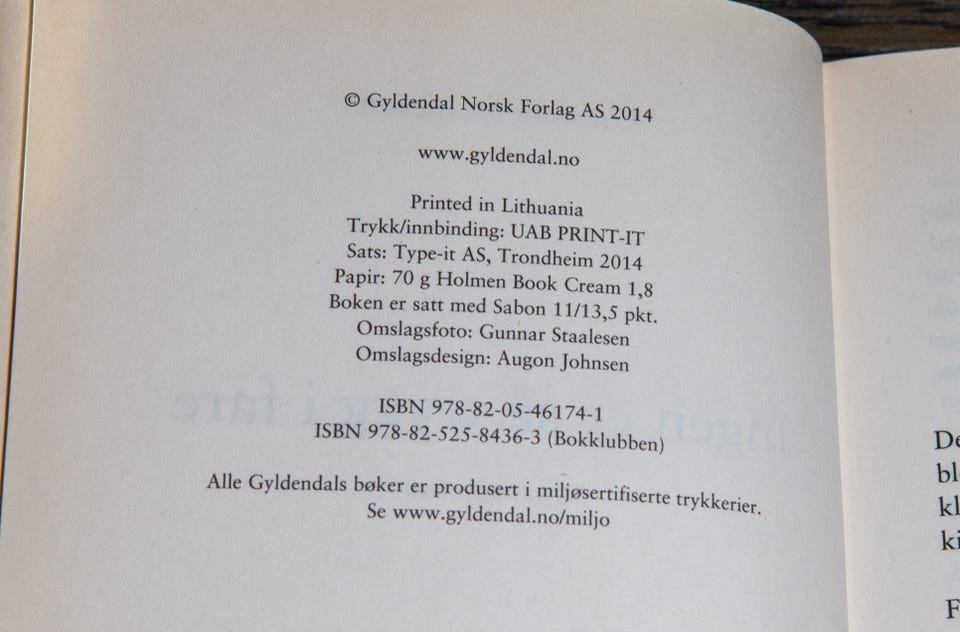 © Gyldendal Norsk Forlag AS 2014
www.gyldendal.no
Printed in Lithuania
Trykk/innbinding: UAB PRINT-IT
Sats: Type-it AS, Trondheim 2014
Papir: 70 g Holmen Book Cream 1,8
Boken er satt med Sabon 11/13,5 pkt.
Omslagsfoto: Gunnar Staalesen
Omslagsdesign: Augon Johnsen
ISBN 978-82-05-46174-1
ISBN 978-82-525-8436-3 (Bokklubben)
Alle Gyldendals bøker er produsert i miljøsertifiserte trykkerier.
Se www.gyldendal.no/miljo